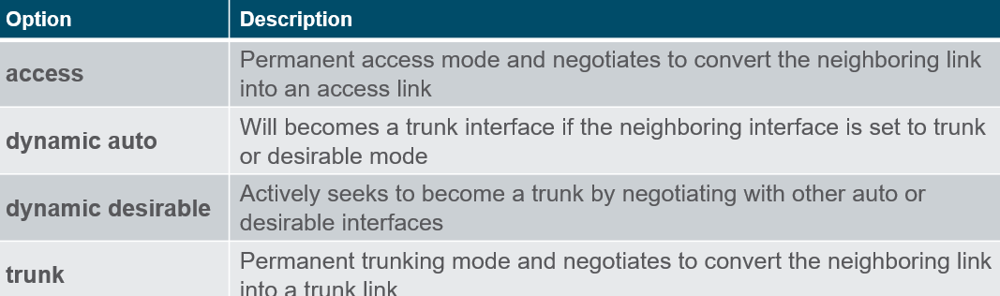 Option Description
access
Permanent access mode and negotiates to convert the neighboring link
into an access link
dynamic auto
Will becomes a trunk interface if the neighboring interface is set to trunk
or desirable mode
dynamic desirable
Actively seeks to become a trunk by negotiating with other auto or
desirable interfaces
trunk
Permanent trunking mode and negotiates to convert the neighboring link
into a trunk link